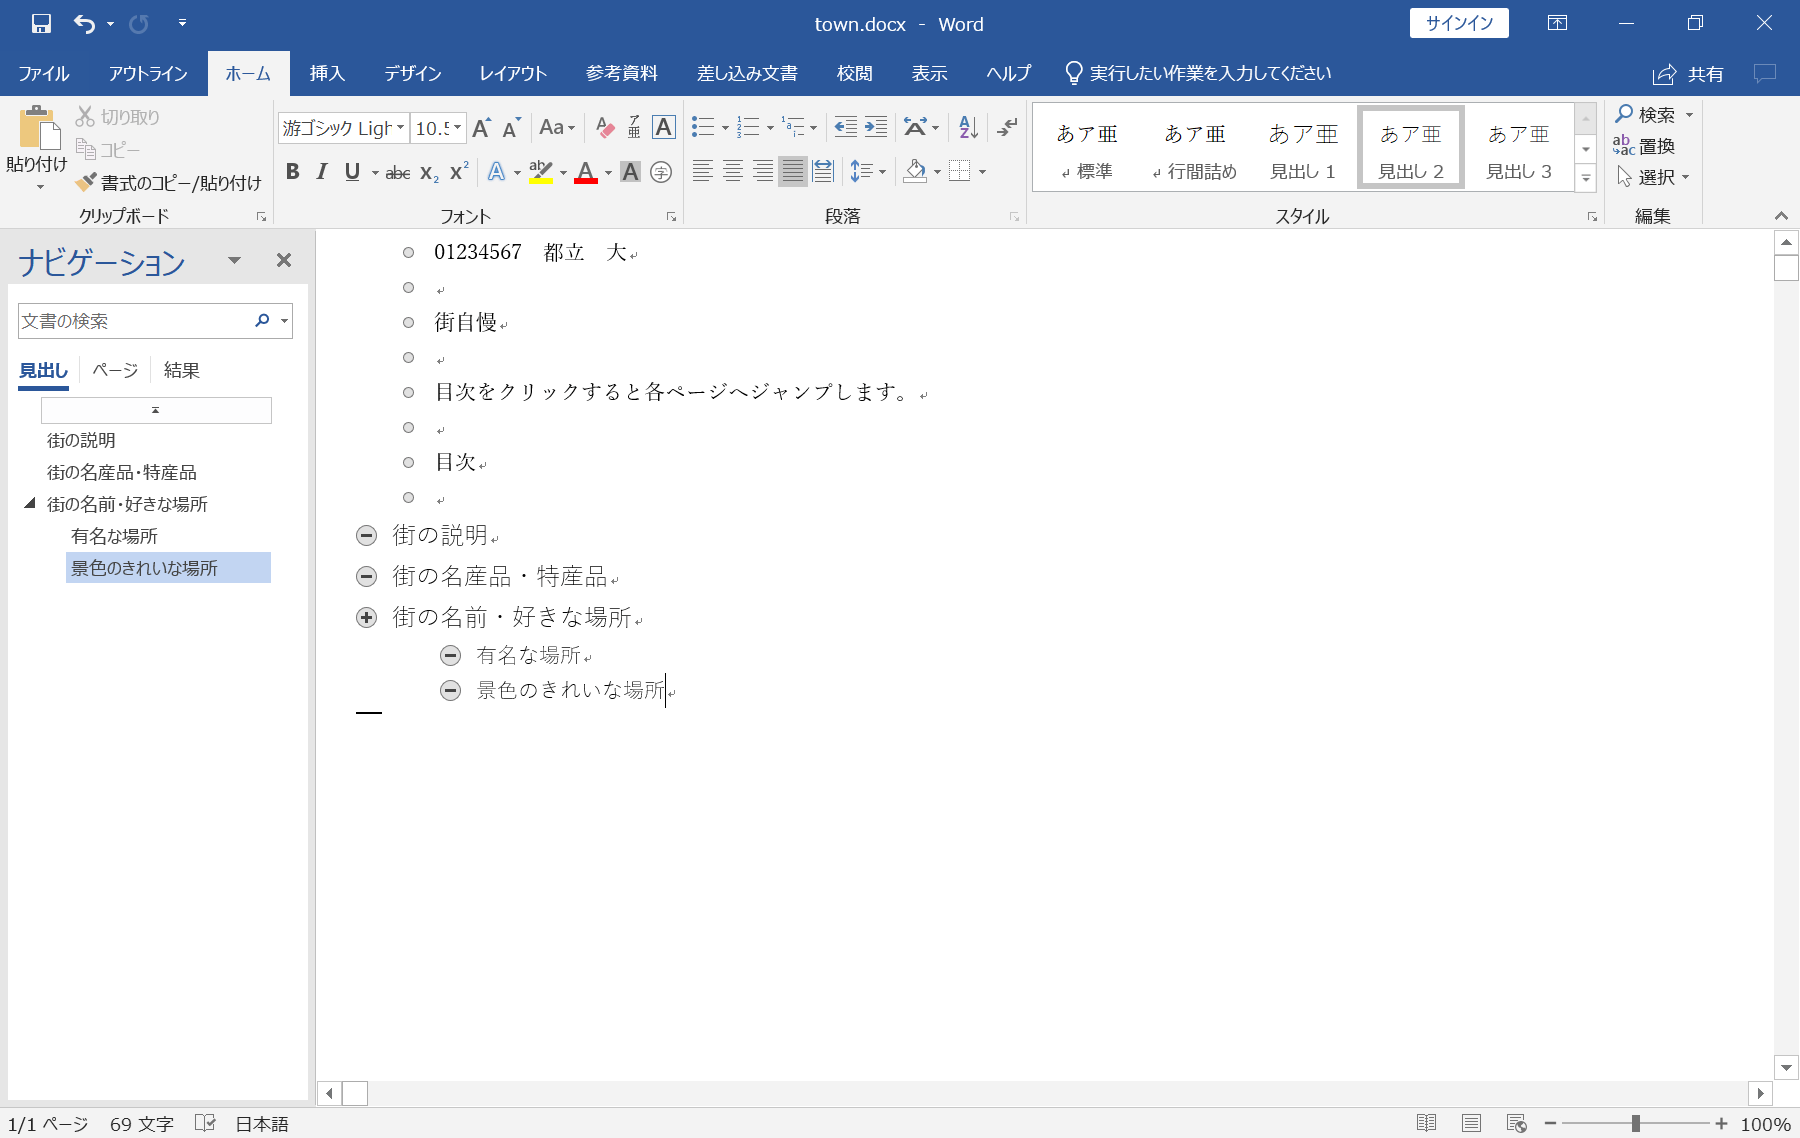 town.docx - Word
サインイン
ファイル アウトライン ホーム 挿入 デザイン レイアウト 参考資料 差し込み文書 校閲 表示 ヘルプ 実行したい作業を入力してください 共有
貼り付け
切り取り
コピー
書式のコピー/貼り付け
クリップボード
游ゴシック Ligh 10.5
フォント
段落
あア亜 あア亜 あア亜 あア亜 あア亜
標準 行間詰め 見出し 1 見出し 2 見出し 3
スタイル
検索
置換
選択
編集
ナビゲーション
文書の検索
見出し ページ 結果
街の説明
街の名産品・特産品
街の名前・好きな場所
有名な場所
景色のきれいな場所
01234567 都立 大
街自慢
目次をクリックすると各ページへジャンプします。
目次
街の説明
街の名産品・特産品
街の名前・好きな場所
有名な場所
景色のきれいな場所
1/1 ページ 69 文字 日本語 100%